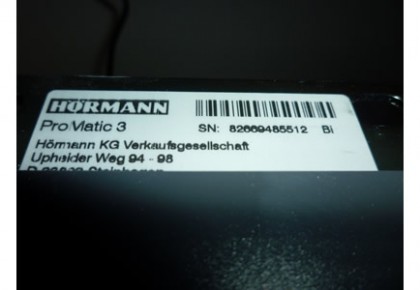 HÖRMANN
ProMatic 3 SN: 82669485512 Bi
Hörmann KG Verkaufsgesellschaft
Upheider Weg 94 - 98